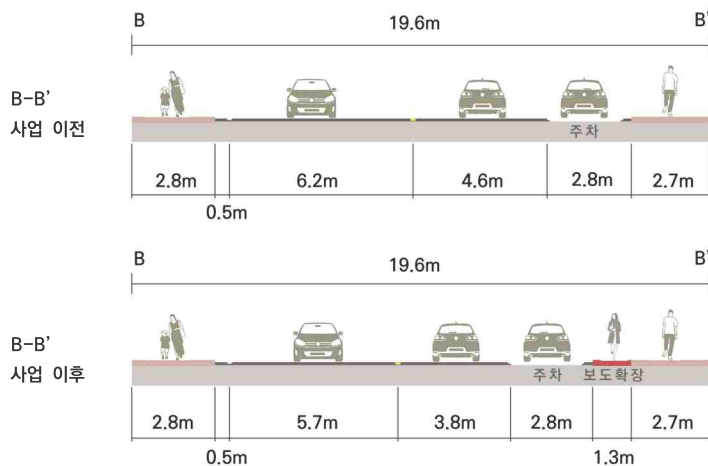 B B'
19.6m
B-B'
사업 이전
주차
2.8m 6.2m 4.6m 2.8m 2.7m
0.5m
B B'
19.6m
B-B'
사업 이후
주차 보도확장
2.8m 5.7m 3.8m 2.8m 2.7m
0.5m 1.3m